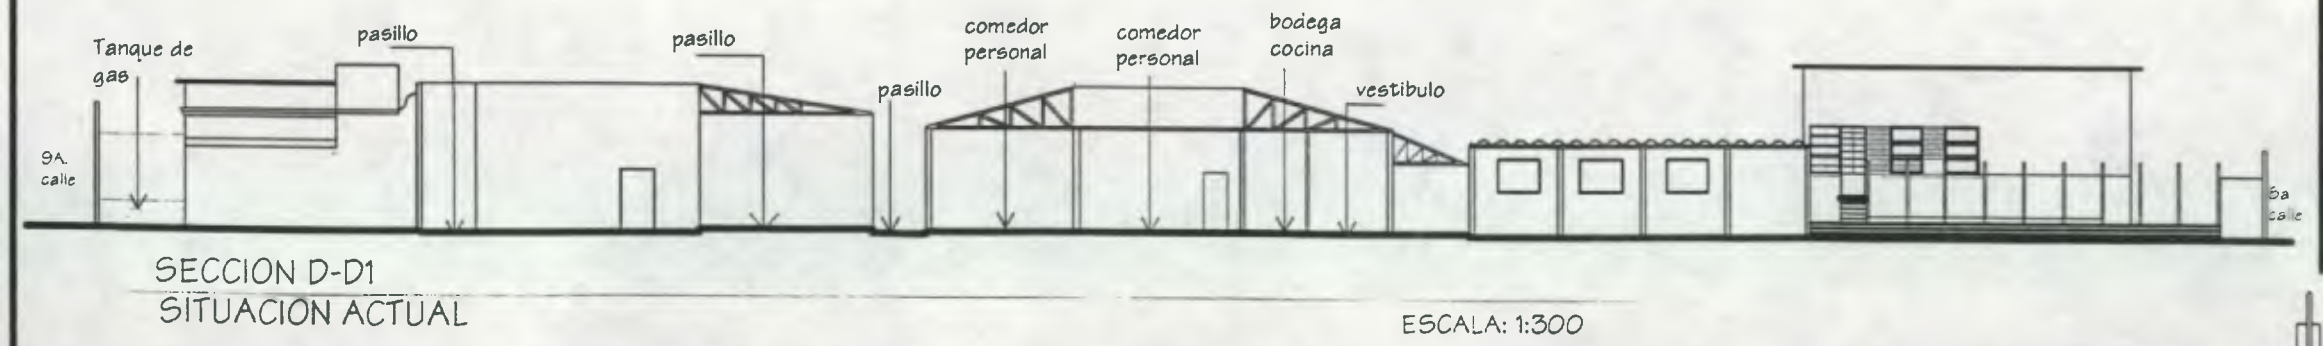 Tanque de
gas
pasillo
pasillo
pasillo
comedor
personal
comedor
personal
bodega
cocina
vestibulo
9A.
calle
calle
SECCION D-D1
SITUACION ACTUAL
ESCALA: 1:300